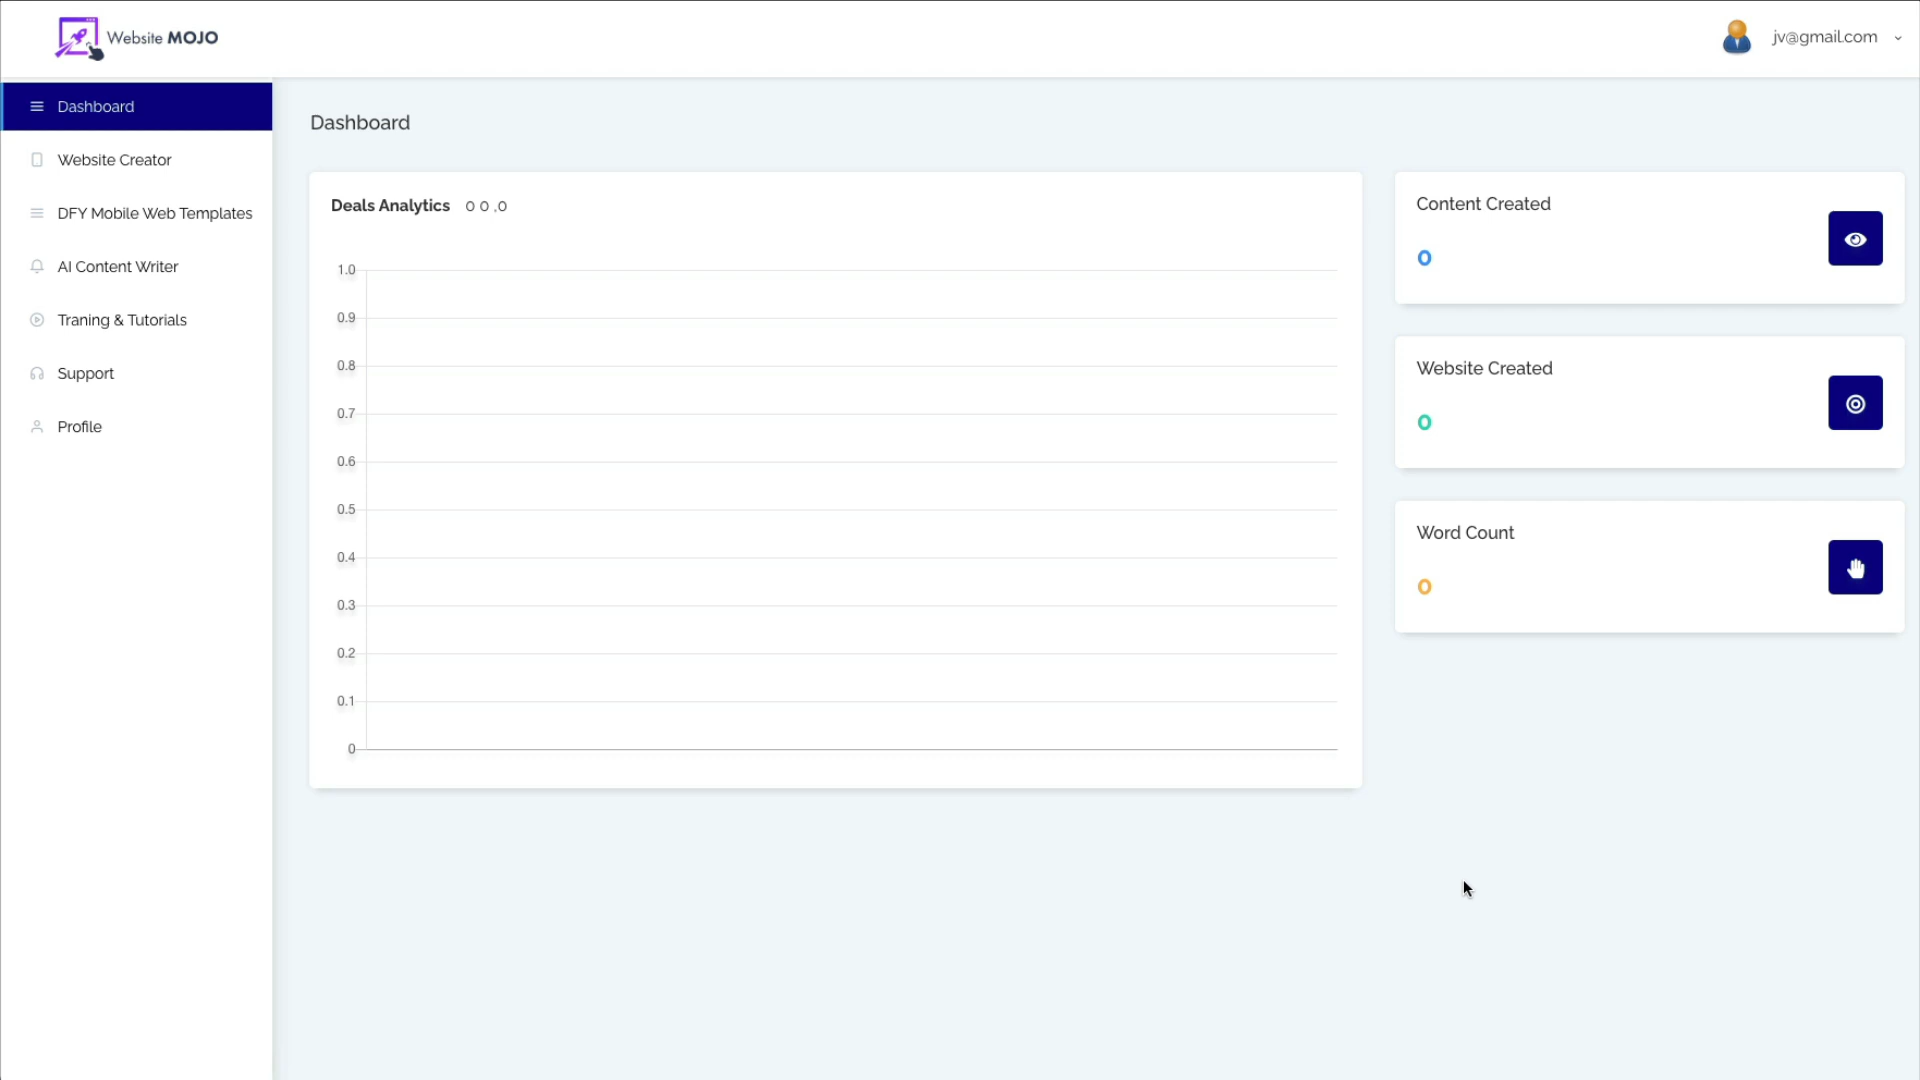 Website MOJO
jv@gmail.com
Dashboard
Website Creator
DFY Mobile Web Templates
AI Content Writer
Traning & Tutorials
Support
Profile
Dashboard
Deals Analytics 0 0 ,0
1.0
0.9
0.8
0.7
0.6
0.5
0.4
0.3
0.2
0.1
0
Content Created
0
Website Created
0
Word Count
0